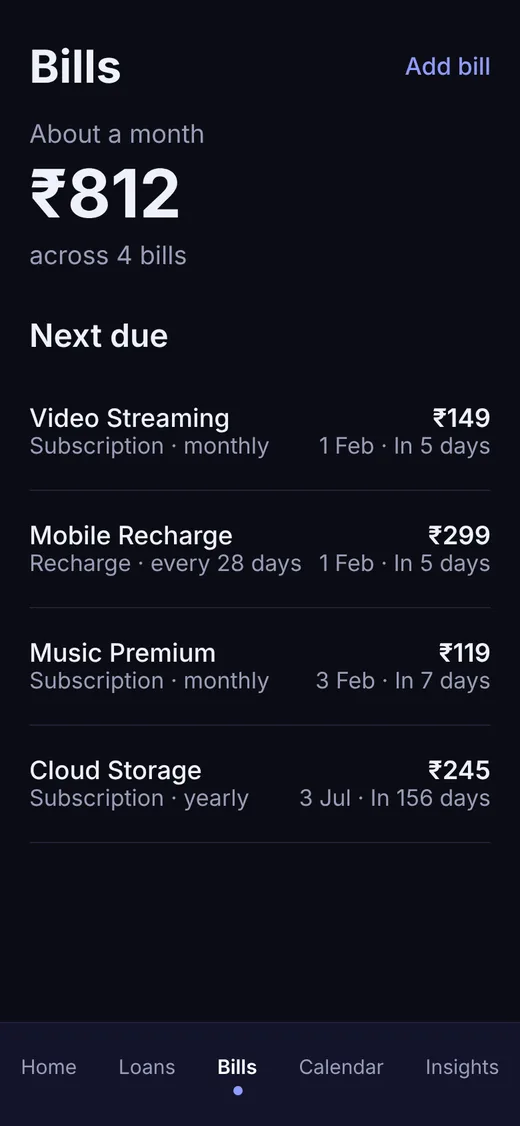 Bills
Add bill
About a month
₹812
across 4 bills
Next due
Video Streaming ₹149
Subscription · monthly 1 Feb · In 5 days
Mobile Recharge ₹299
Recharge · every 28 days 1 Feb · In 5 days
Music Premium ₹119
Subscription · monthly 3 Feb · In 7 days
Cloud Storage ₹245
Subscription · yearly 3 Jul · In 156 days
Home Loans Bills Calendar Insights